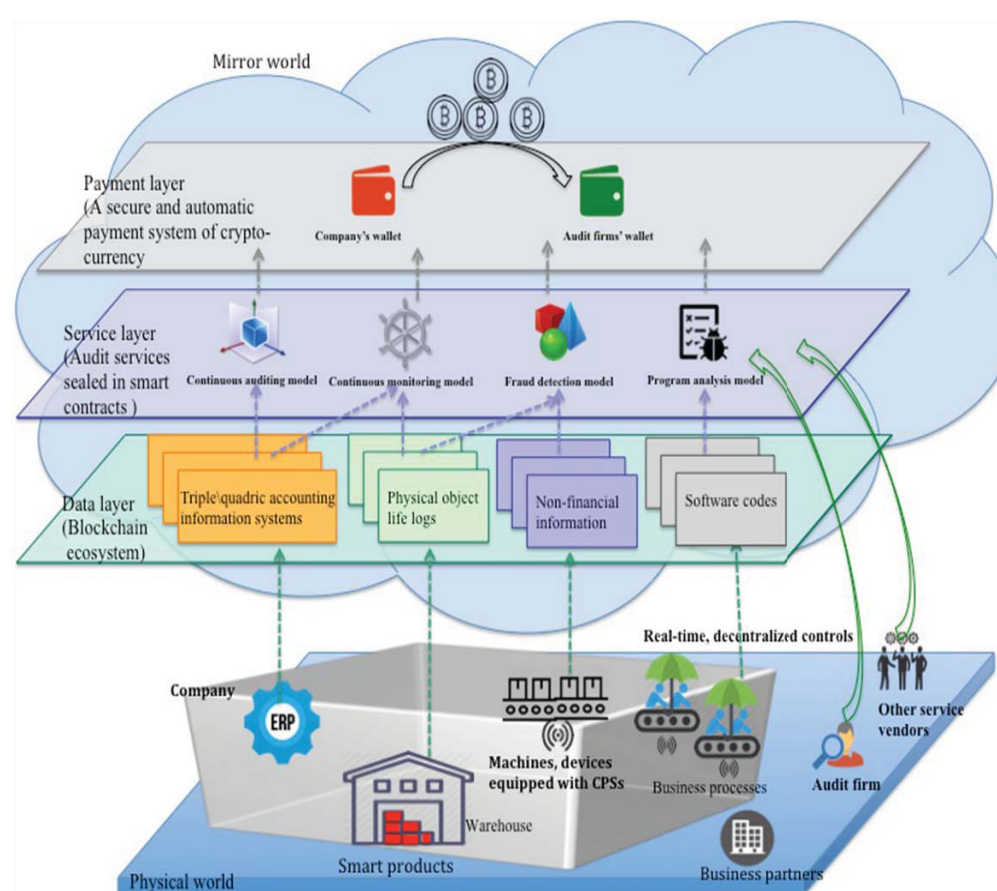 Mirror world
Payment layer
(A secure and automatic
payment system of crypto-
currency
Company's wallet
Audit firms' wallet
Service layer
(Audit services
sealed in smart
contracts )
Continuous auditing model
Continuous monitoring model
Fraud detection model
Program analysis model
Data layer
(Blockchain
ecosystem)
Triple\quadric accounting
information systems
Physical object
life logs
Non-financial
information
Software codes
Real-time, decentralized controls
Company
ERP
Machines, devices
equipped with CPSs
Business processes
Other service
vendors
Audit firm
Warehouse
Smart products
Business partners
Physical world